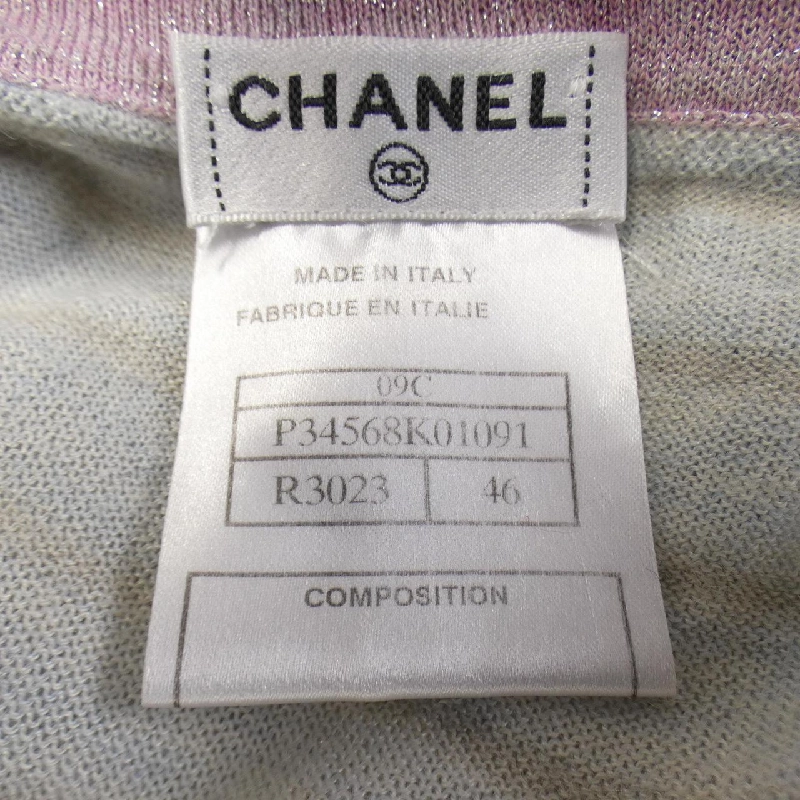 CHANEL
MADE IN ITALY
FABRIQUE EN ITALIE
09C
P34568K01091
R3023 46
COMPOSITION